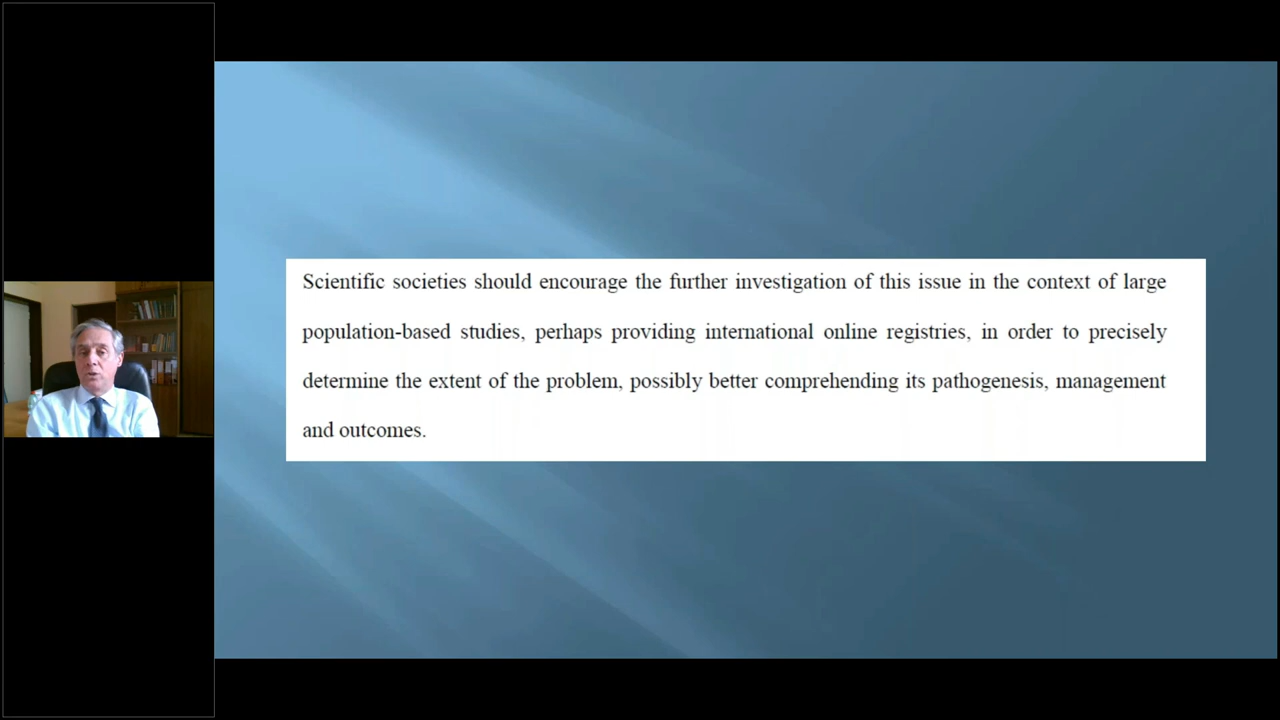 Scientific societies should encourage the further investigation of this issue in the context of large
population-based studies, perhaps providing international online registries, in order to precisely
determine the extent of the problem, possibly better comprehending its pathogenesis, management
and outcomes.